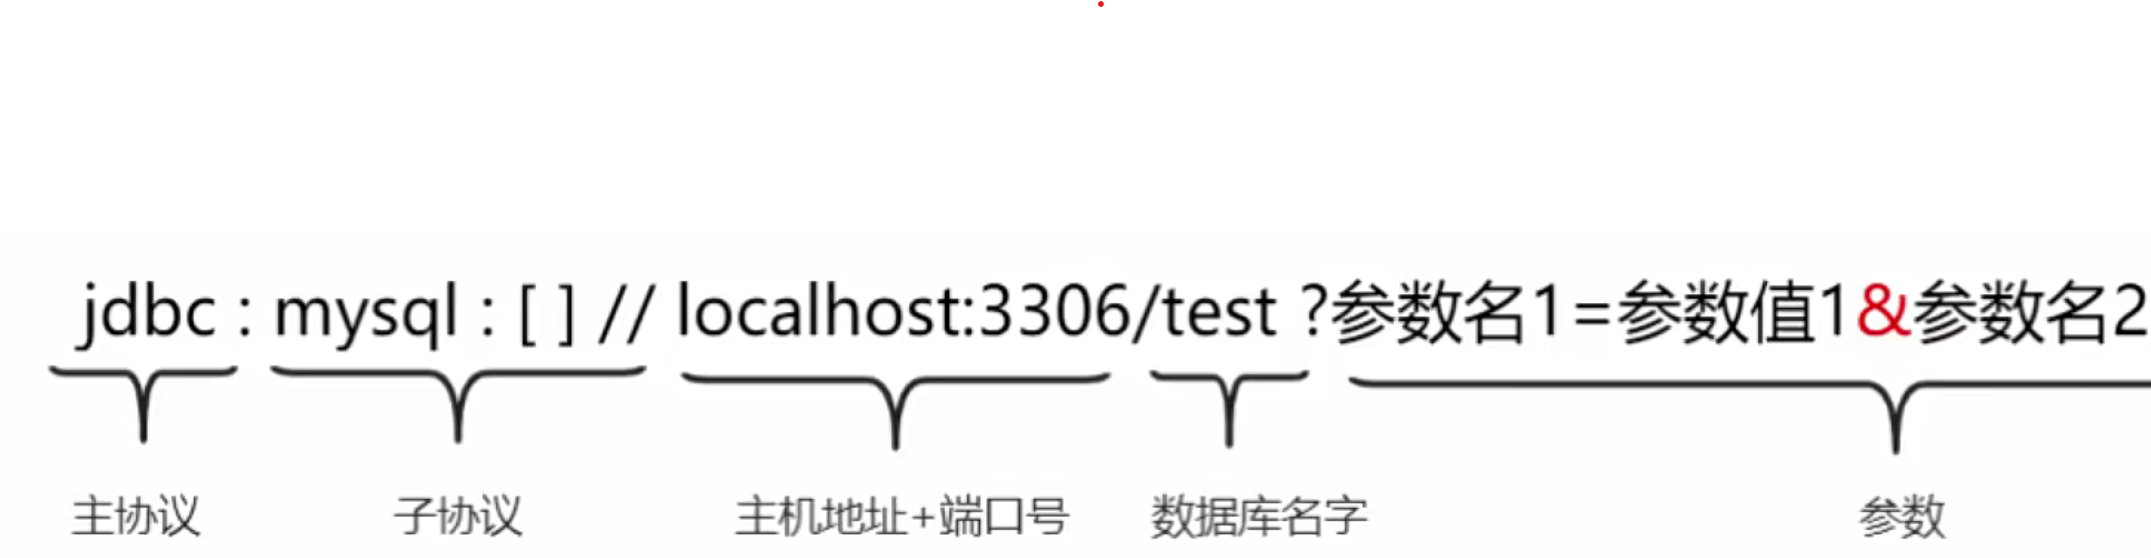 jdbc : mysql : [ ] // localhost:3306/test ?参数名1=参数值1&参数名2
主协议 子协议 主机地址+端口号 数据库名字 参数